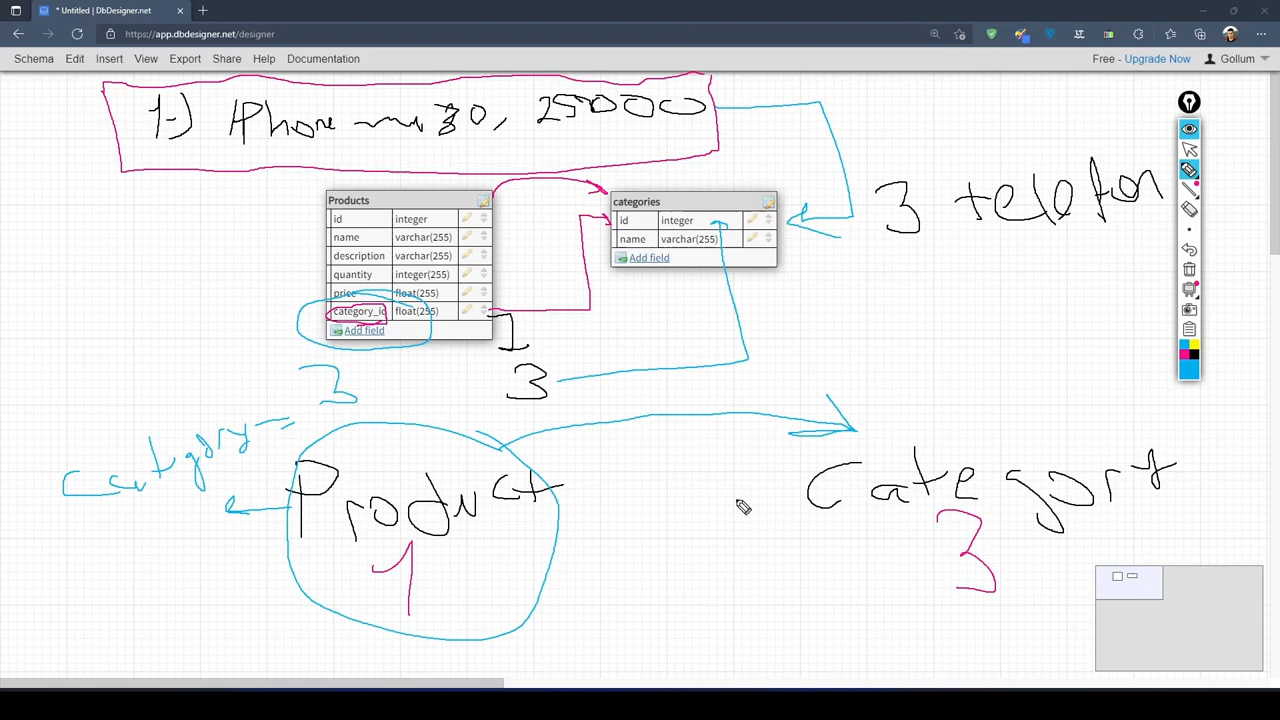 * Untitled | DbDesigner.net
https://app.dbdesigner.net/designer
Schema Edit Insert View Export Share Help Documentation
Free - Upgrade Now Gollum
1-) Iphone 30, 25000
3 telefon
Products
id integer
name varchar(255)
description varchar(255)
quantity integer(255)
price float(255)
category_id float(255)
Add field
categories
id integer
name varchar(255)
Add field
1
3
3
category=
Product
1
Category
3